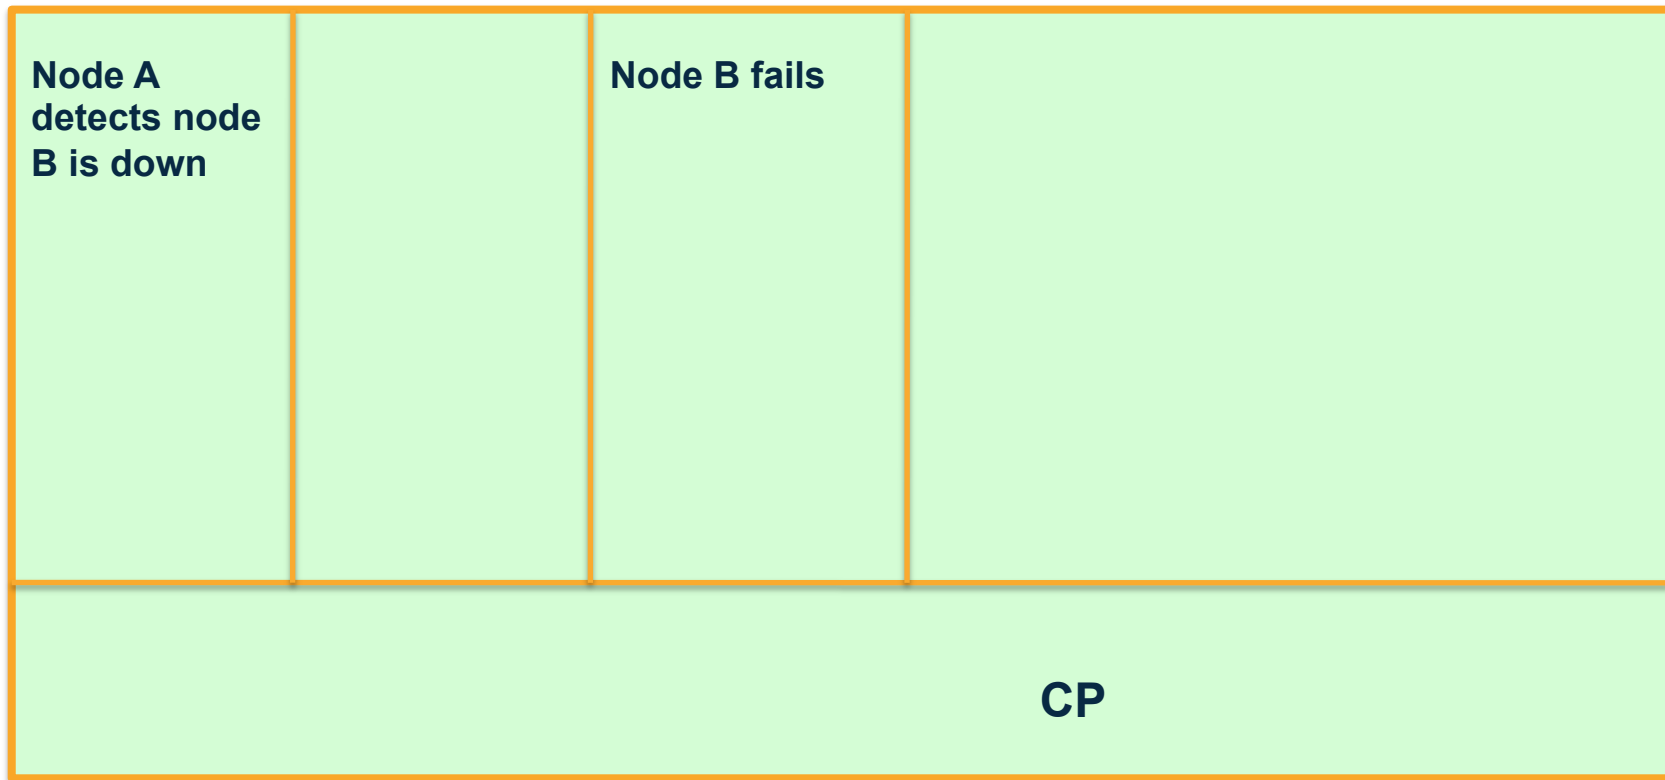 Node A
detects node
B is down
Node B fails
CP